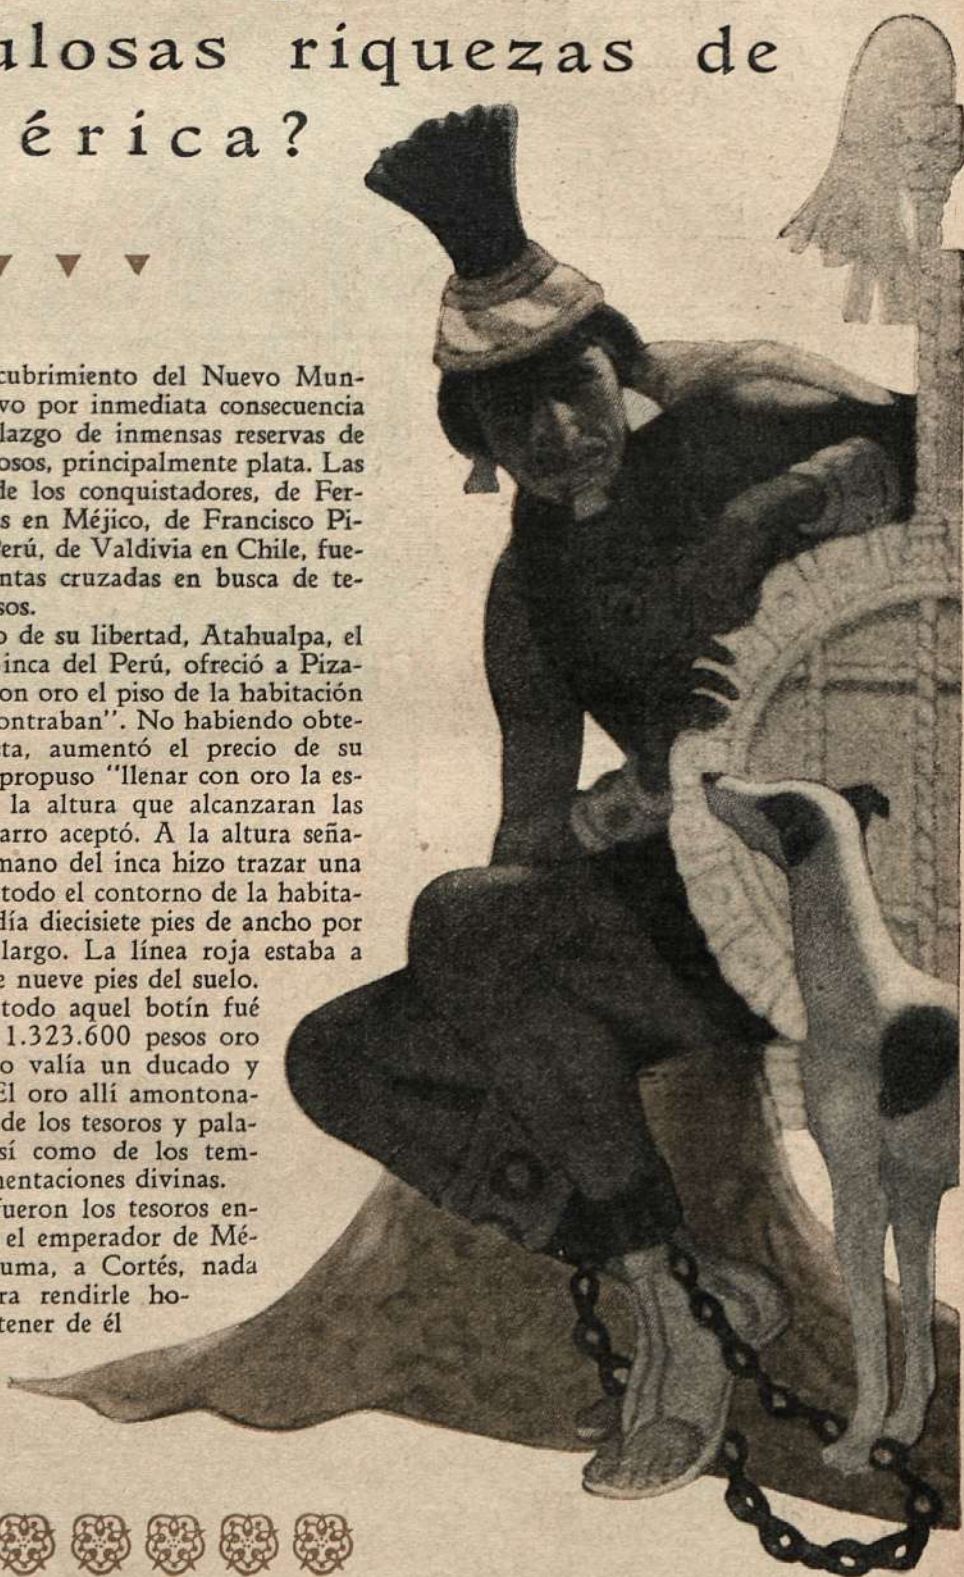 ulosas riquezas de
érica?
cubrimiento del Nuevo Mun-
vo por inmediata consecuencia
lazgo de inmensas reservas de
osos, principalmente plata. Las
de los conquistadores, de Fer-
s en Méjico, de Francisco Pi-
Perú, de Valdivia en Chile, fue-
ntas cruzadas en busca de te-
sos.
o de su libertad, Atahualpa, el
inca del Perú, ofreció a Piza-
on oro el piso de la habitación
ontraban". No habiendo obte-
ta, aumentó el precio de su
propuso "llenar con oro la es-
la altura que alcanzaran las
arro aceptó. A la altura seña-
mano del inca hizo trazar una
todo el contorno de la habita-
día diecisiete pies de ancho por
largo. La línea roja estaba a
e nueve pies del suelo.
todo aquel botín fué
1.323.600 pesos oro
o valía un ducado y
El oro allí amontona-
de los tesoros y pala-
sí como de los tem-
entaciones divinas.
fueron los tesoros en-
el emperador de Mé-
uma, a Cortés, nada
ra rendirle ho-
tener de él